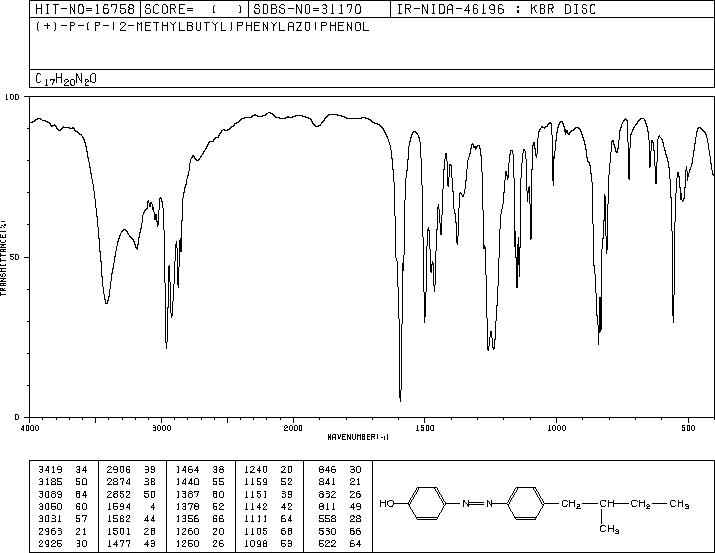 HIT-NO=16758 SCORE= ( ) SDBS-NO=31170 IR-NIDA-46196 : KBR DISC
(+)-P-(P-(2-METHYLBUTYL)PHENYLAZO)PHENOL
C17H20N2O
100
50
0
TRANSMITTANCE(%)
4000 3000 2000 1500 1000 500
WAVENUMBER(-1)
3419 34 2906 39 1464 38 1240 20 846 30
3185 50 2874 38 1440 55 1159 52 841 21
3089 64 2852 50 1387 60 1151 39 832 26
3050 60 1594 4 1378 52 1142 42 811 49
3031 57 1582 44 1356 66 1111 64 558 28
2963 21 1501 28 1260 20 1105 68 530 66
2926 30 1477 43 1250 26 1098 53 522 64
HO N N CH2 CH CH2 CH3
CH3